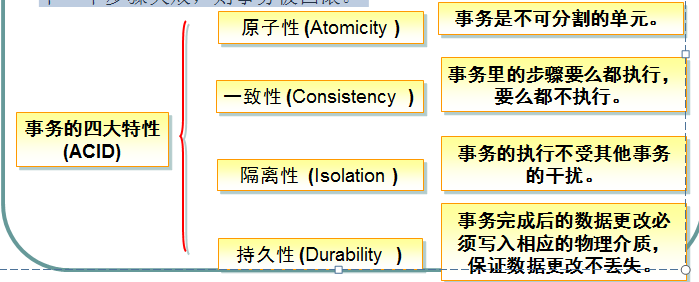 原子性(Atomicity)
事务是不可分割的单元。
一致性(Consistency )
事务里的步骤要么都执行，
要么都不执行。
事务的四大特性
(ACID)
隔离性 (Isolation )
事务的执行不受其他事务
的干扰。
持久性(Durability )
事务完成后的数据更改必
须写入相应的物理介质，
保证数据更改不丢失。